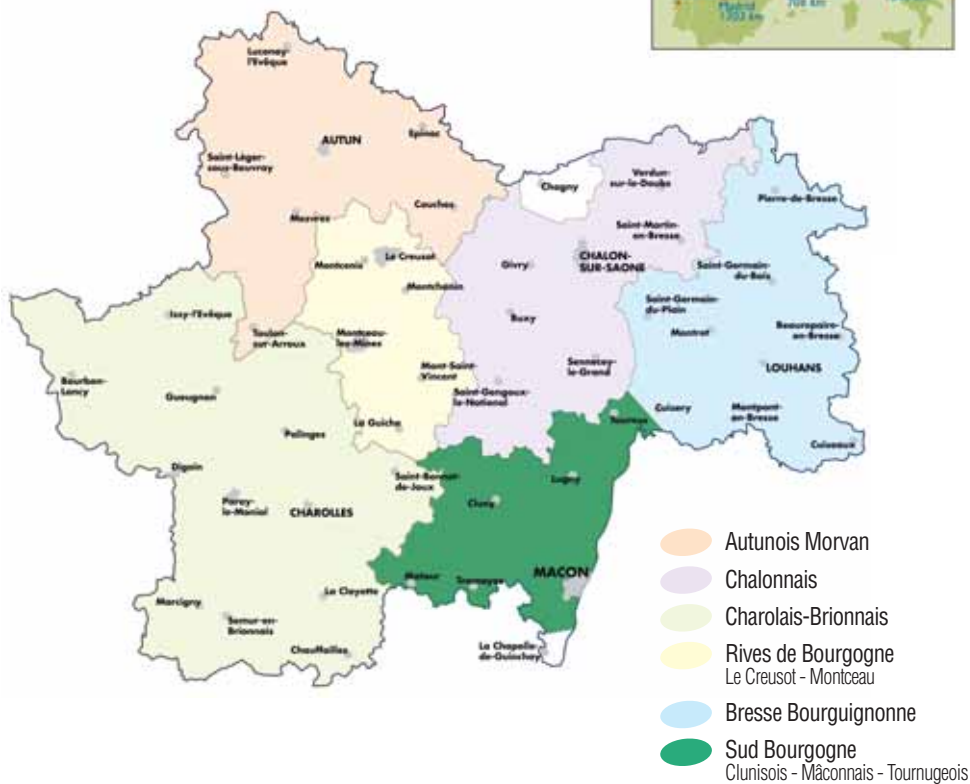 Madrid
1203 km
708 km
Lucenay-
l'Evêque
AUTUN
Epinac
Saint-Léger-
sous-Beuvray
Mesvres
Couches
Chagny
Verdun-
sur-le-Doubs
Pierre-de-Bresse
Saint-Martin-
en-Bresse
Montcenis
Le Creusot
Givry
CHALON-
SUR-SAONE
Saint-Germain-
du-Bois
Montchanin
Saint-Germain-
du-Plain
Issy-l'Evêque
Buxy
Toulon-
sur-Arroux
Montceau-
les-Mines
Montret
Beaurepaire-
en-Bresse
Sennecey-
le-Grand
LOUHANS
Bourbon-
Lancy
Mont-Saint-
Vincent
Gueugnon
Saint-Gengoux-
le-National
Cuisery
Montpont-
en-Bresse
La Guiche
Tournus
Palinges
Cuiseaux
Digoin
Saint-Bonnet-
de-Joux
Lugny
Paray-
le-Monial
CHAROLLES
Cluny
MACON
Matour
Tramayes
La Clayette
Marcigny
Semur-en-
Brionnais
Chauffailles
La Chapelle-
de-Guinchay
Autunois Morvan
Chalonnais
Charolais-Brionnais
Rives de Bourgogne
Le Creusot - Montceau
Bresse Bourguignonne
Sud Bourgogne
Clunisois - Mâconnais - Tournugeois